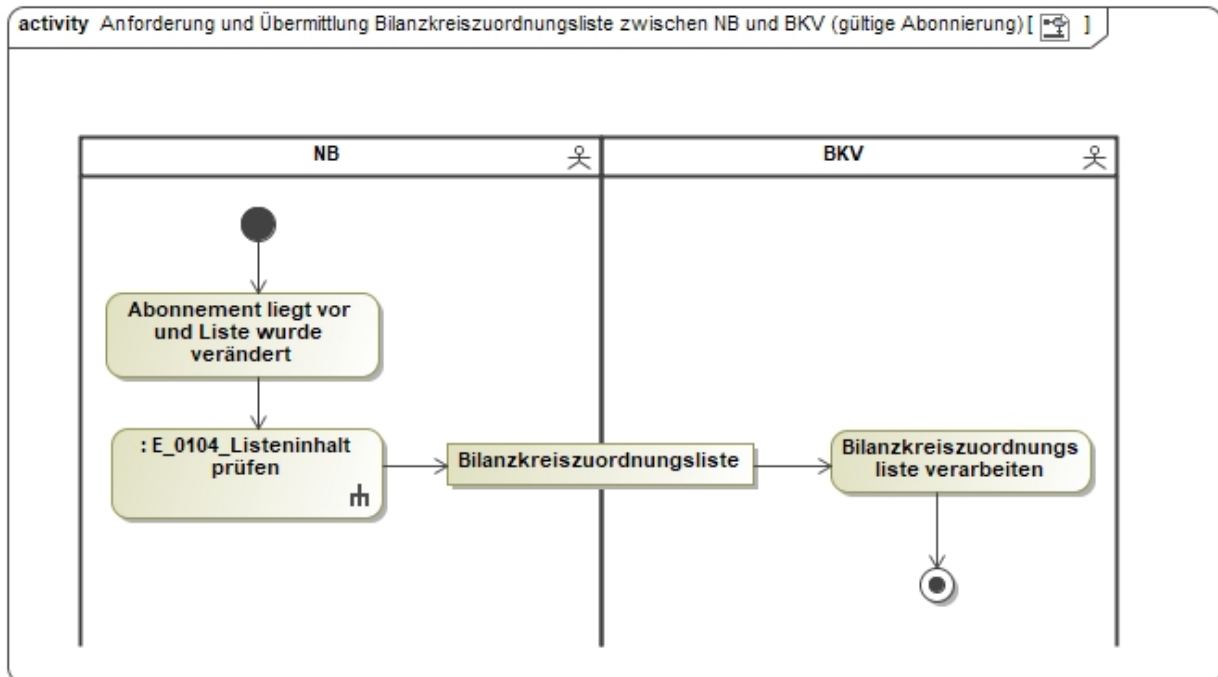 activity Anforderung und Übermittlung Bilanzkreiszuordnungsliste zwischen NB und BKV (gültige Abonnierung) [ ]
NB
BKV
Abonnement liegt vor
und Liste wurde
verändert
: E_0104_Listeninhalt
prüfen
Bilanzkreiszuordnungsliste
Bilanzkreiszuordnungs
liste verarbeiten